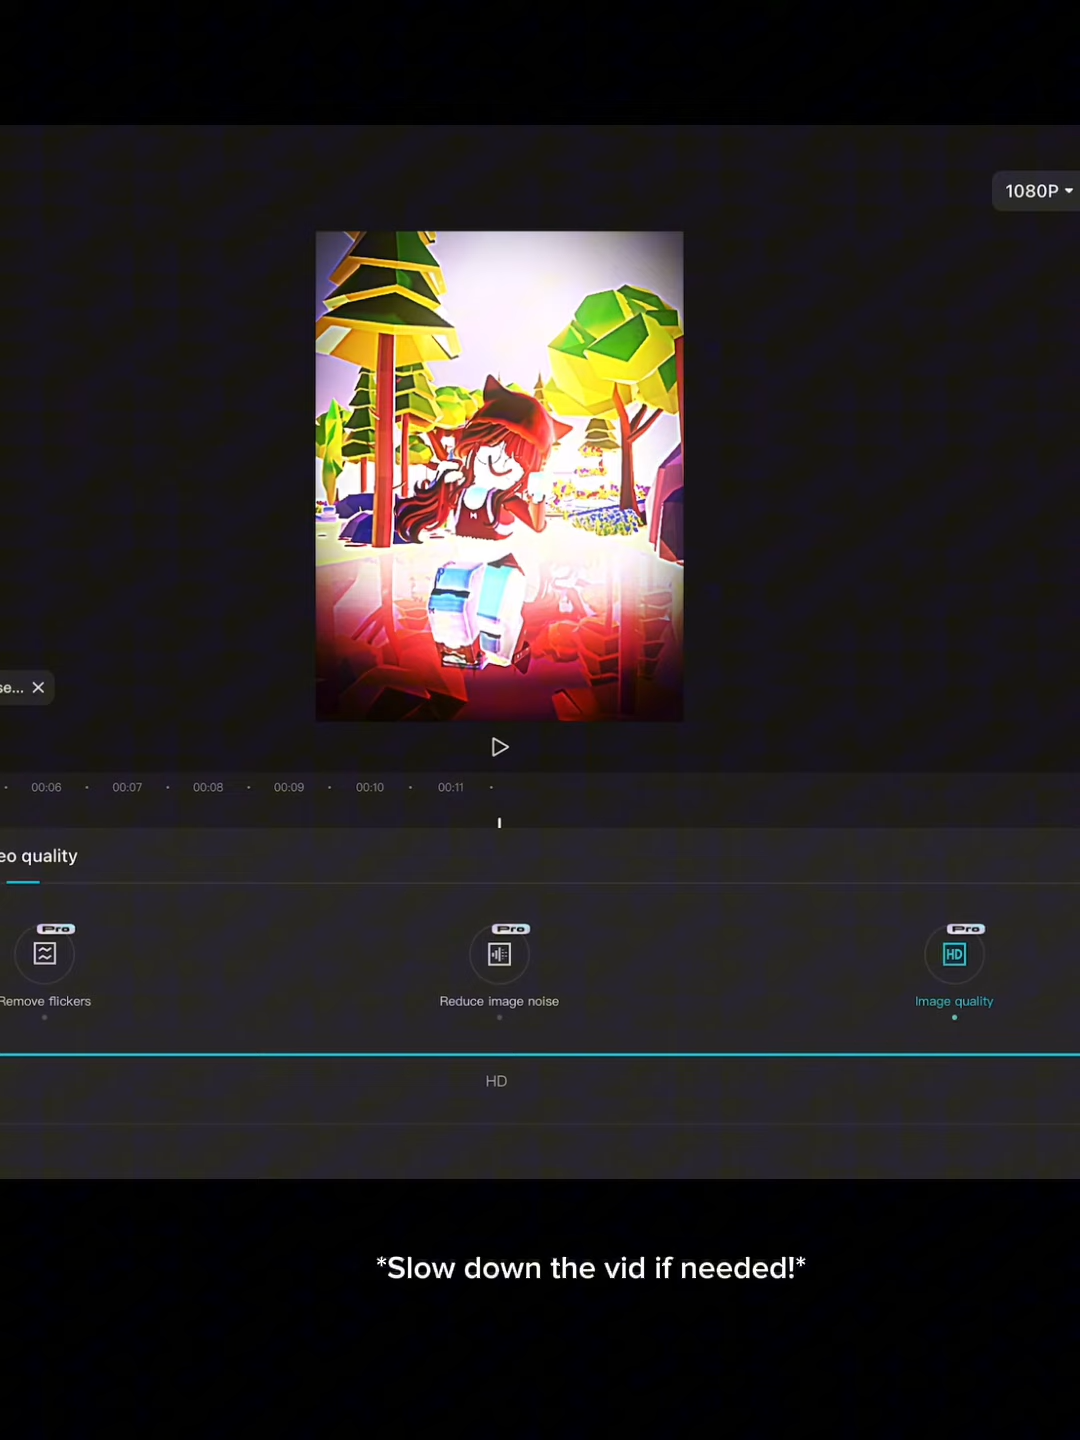 1080P
se...
00:06
00:07
00:08
00:09
00:10
00:11
eo quality
Pro
Pro
Pro
HD
Remove flickers
Reduce image noise
Image quality
HD
*Slow down the vid if needed!*